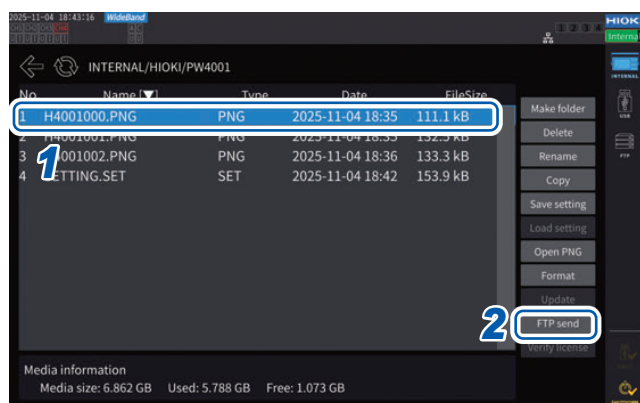 2025-11-04 18:43:16 WideBand
HIOK
Interna
INTERNAL/HIOKI/PW4001
No Name [▼] Type Date FileSize
1 H4001000.PNG PNG 2025-11-04 18:35 111.1 kB
2 H4001001.PNG PNG 2025-11-04 18:35 132.5 kB
3 H4001002.PNG PNG 2025-11-04 18:36 133.3 kB
4 SETTING.SET SET 2025-11-04 18:42 153.9 kB
1
Make folder
Delete
Rename
Copy
Save setting
Load setting
Open PNG
Format
Update
2
FTP send
Verify license
INTERNAL
USB
FTP
Media information
Media size: 6.862 GB Used: 5.788 GB Free: 1.073 GB